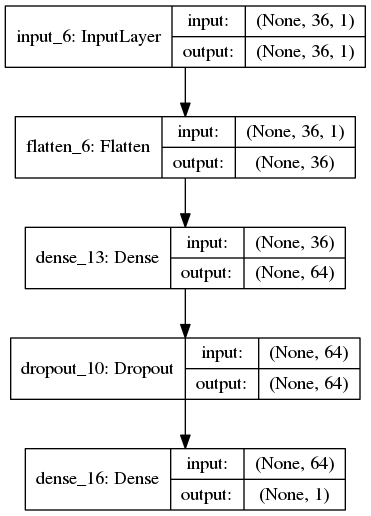 input_6: InputLayer input: (None, 36, 1)
output: (None, 36, 1)
flatten_6: Flatten input: (None, 36, 1)
output: (None, 36)
dense_13: Dense input: (None, 36)
output: (None, 64)
dropout_10: Dropout input: (None, 64)
output: (None, 64)
dense_16: Dense input: (None, 64)
output: (None, 1)